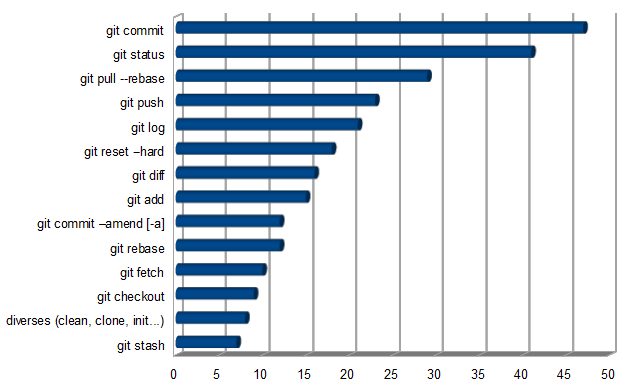 git commit
git status
git pull --rebase
git push
git log
git reset –hard
git diff
git add
git commit –amend [-a]
git rebase
git fetch
git checkout
diverses (clean, clone, init...)
git stash
0 5 10 15 20 25 30 35 40 45 50